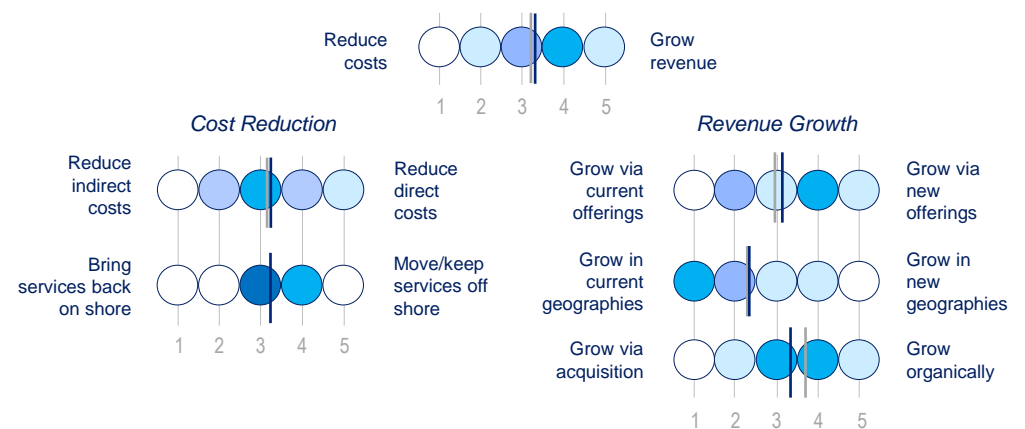 Reduce
costs
Grow
revenue
1 2 3 4 5
Cost Reduction
Reduce
indirect
costs
Reduce
direct
costs
Bring
services back
on shore
Move/keep
services off
shore
1 2 3 4 5
Revenue Growth
Grow via
current
offerings
Grow via
new
offerings
Grow in
current
geographies
Grow in
new
geographies
Grow via
acquisition
Grow
organically
1 2 3 4 5